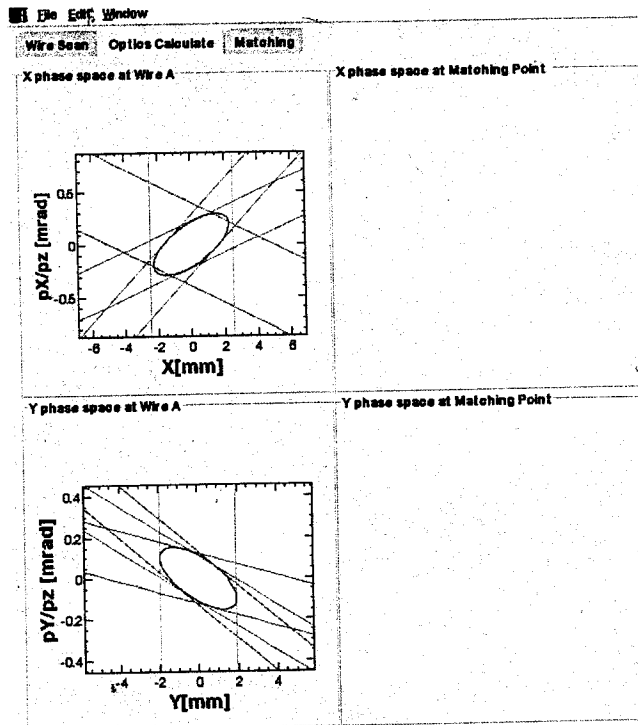 File Edit Window
Wire Scan Optics Calculate Matching
X phase space at Wire A
X phase space at Matching Point
pX/pz [mrad]
0.5
0
-0.5
-6 -4 -2 0 2 4 6
X[mm]
Y phase space at Wire A
Y phase space at Matching Point
pY/pz [mrad]
0.4
0.2
0
-0.2
-0.4
-4 -2 0 2 4
Y[mm]